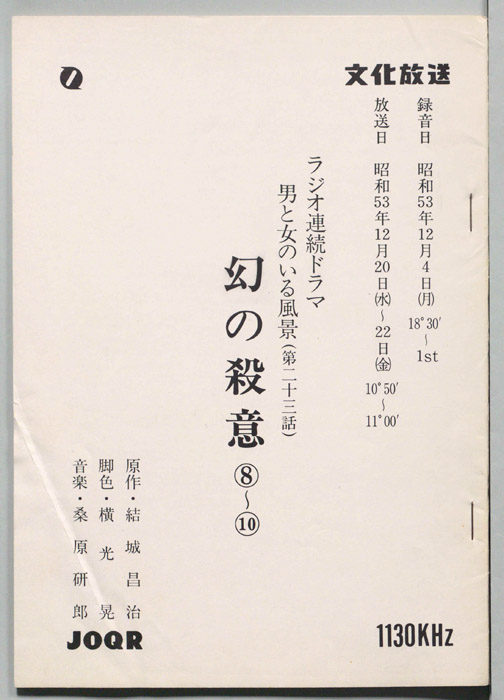 文化放送
録音日 昭和53年12月4日㈪ 18°30′〜1st
放送日 昭和53年12月20日㈬〜22日㈮ 10°50′〜11°00′
ラジオ連続ドラマ
男と女のいる風景(第二十三話)
幻の殺意⑧〜⑩
原作・結城昌治
脚色・横光晃
音楽・桑原研郎
JOQR
1130KHz